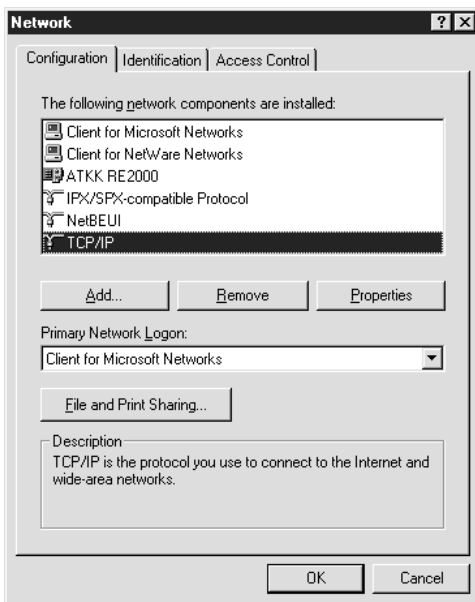 Network
Configuration Identification Access Control
The following network components are installed:
Client for Microsoft Networks
Client for NetWare Networks
ATKK RE2000
IPX/SPX-compatible Protocol
NetBEUI
TCP/IP
Add... Remove Properties
Primary Network Logon:
Client for Microsoft Networks
File and Print Sharing...
Description
TCP/IP is the protocol you use to connect to the Internet and
wide-area networks.
OK Cancel